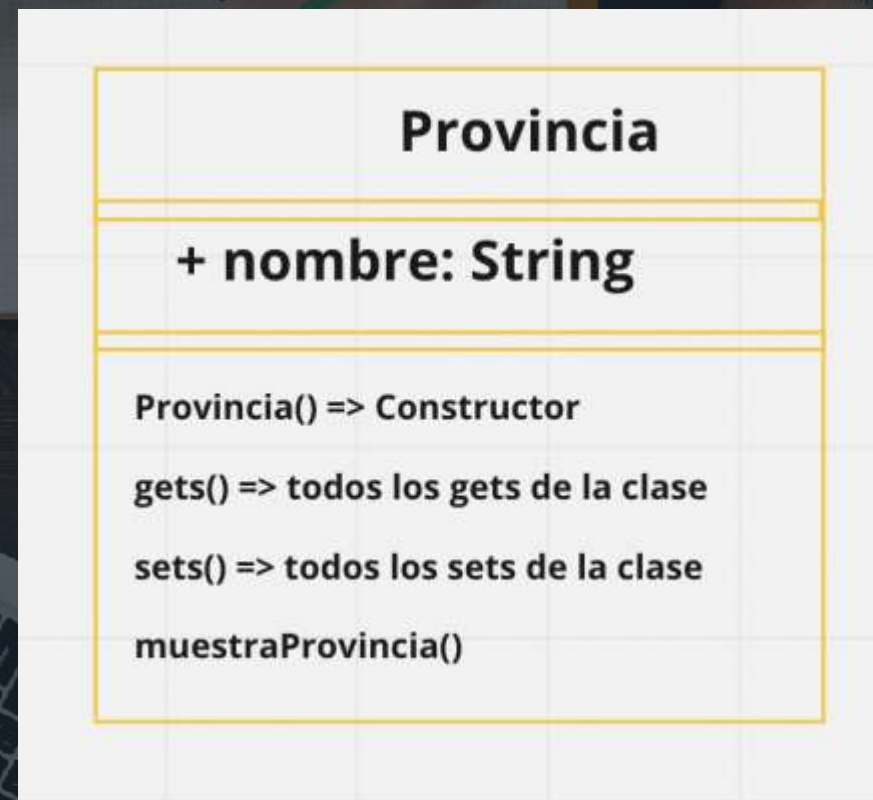 Provincia
+ nombre: String
Provincia() => Constructor
gets() => todos los gets de la clase
sets() => todos los sets de la clase
muestraProvincia()